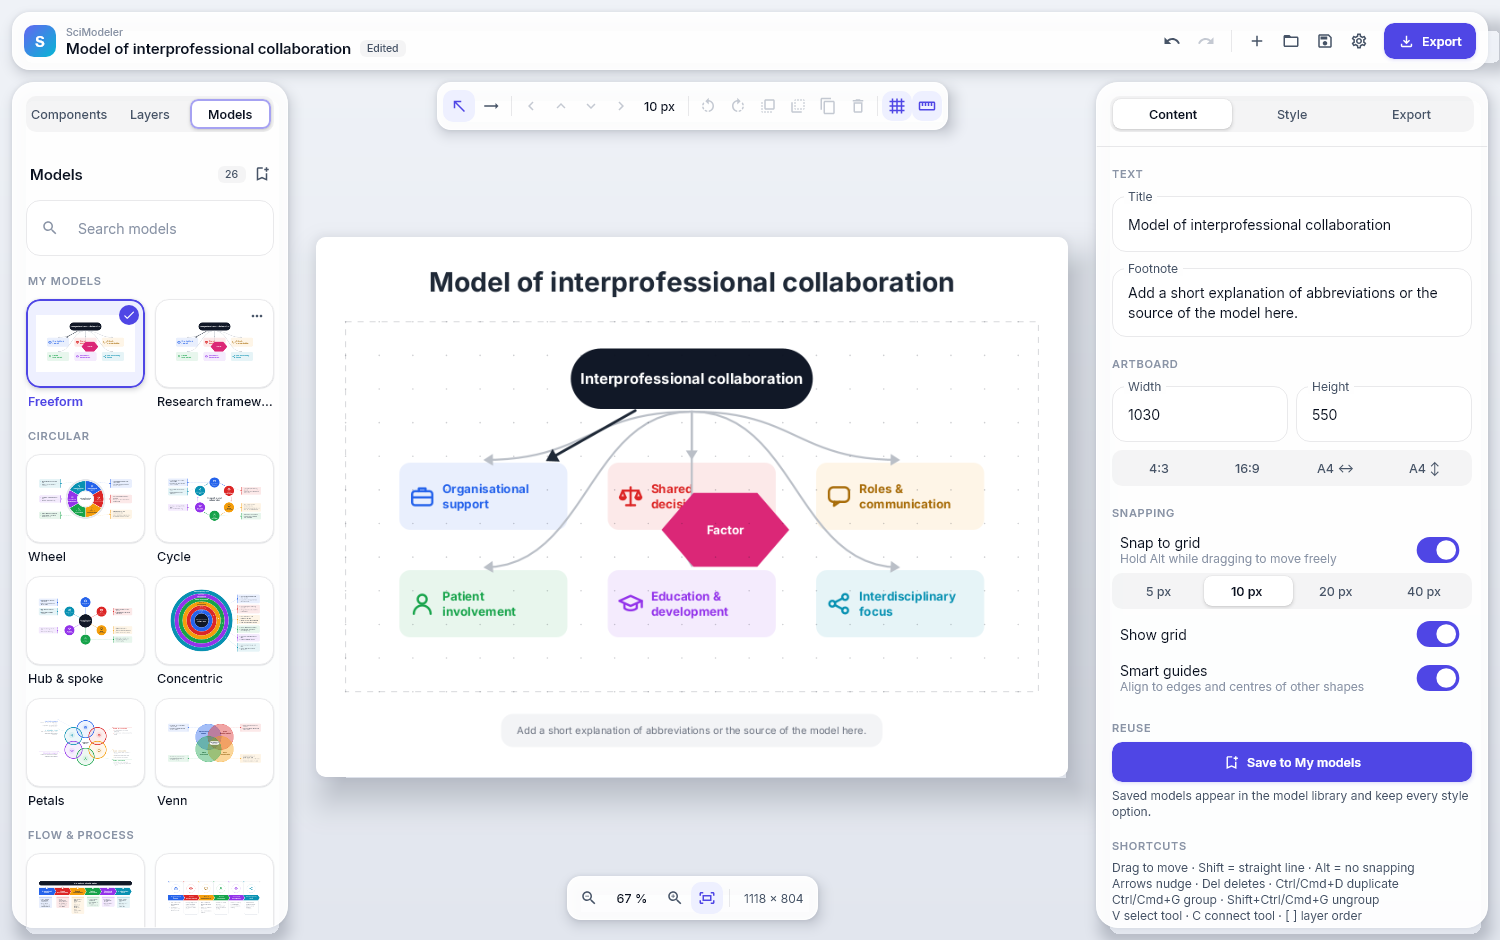 S
SciModeler
Model of interprofessional collaboration
Edited
Export
Components
Layers
Models
10 px
Content
Style
Export
Models
26
Search models
MY MODELS
Freeform
Research framew...
CIRCULAR
Wheel
Cycle
Hub & spoke
Concentric
Petals
Venn
FLOW & PROCESS
Model of interprofessional collaboration
Interprofessional collaboration
Organisational
support
Shared
Roles &
communication
Factor
Patient
involvement
Education &
development
Interdisciplinary
focus
Add a short explanation of abbreviations or the source of the model here.
67 %
1118 × 804
TEXT
Title
Model of interprofessional collaboration
Footnote
Add a short explanation of abbreviations or the
source of the model here.
ARTBOARD
Width
1030
Height
550
4:3
16:9
A4 ↔
A4 ↕
SNAPPING
Snap to grid
Hold Alt while dragging to move freely
5 px
10 px
20 px
40 px
Show grid
Smart guides
Align to edges and centres of other shapes
REUSE
Save to My models
Saved models appear in the model library and keep every style
option.
SHORTCUTS
Drag to move · Shift = straight line · Alt = no snapping
Arrows nudge · Del deletes · Ctrl/Cmd+D duplicate
Ctrl/Cmd+G group · Shift+Ctrl/Cmd+G ungroup
V select tool · C connect tool · [ ] layer order